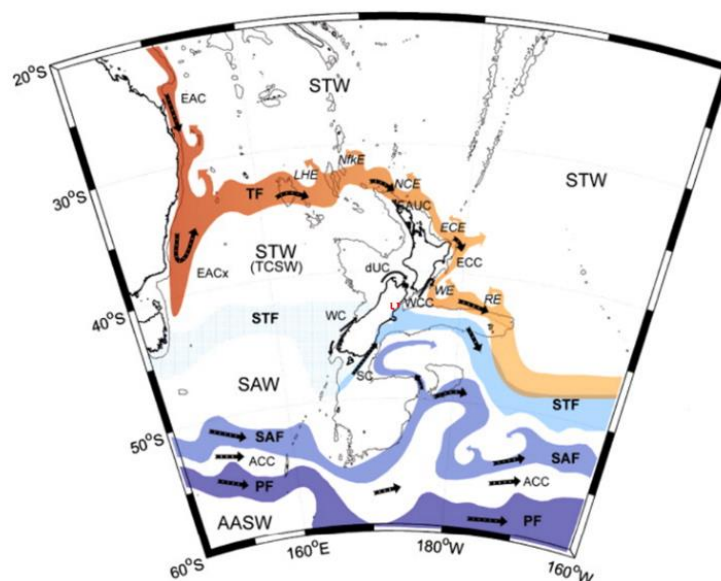 20°S
STW
EAC
NfkE
LHE
NCE
STW
TF
30°S
EAUC
ECE
STW
(TCSW)
ECC
EACx
dUC
WE
WCC
RE
40°S
WC
STF
SC
SAW
STF
50°S
SAF
SAF
ACC
ACC
PF
PF
AASW
60°S
160°E
180°W
160°W